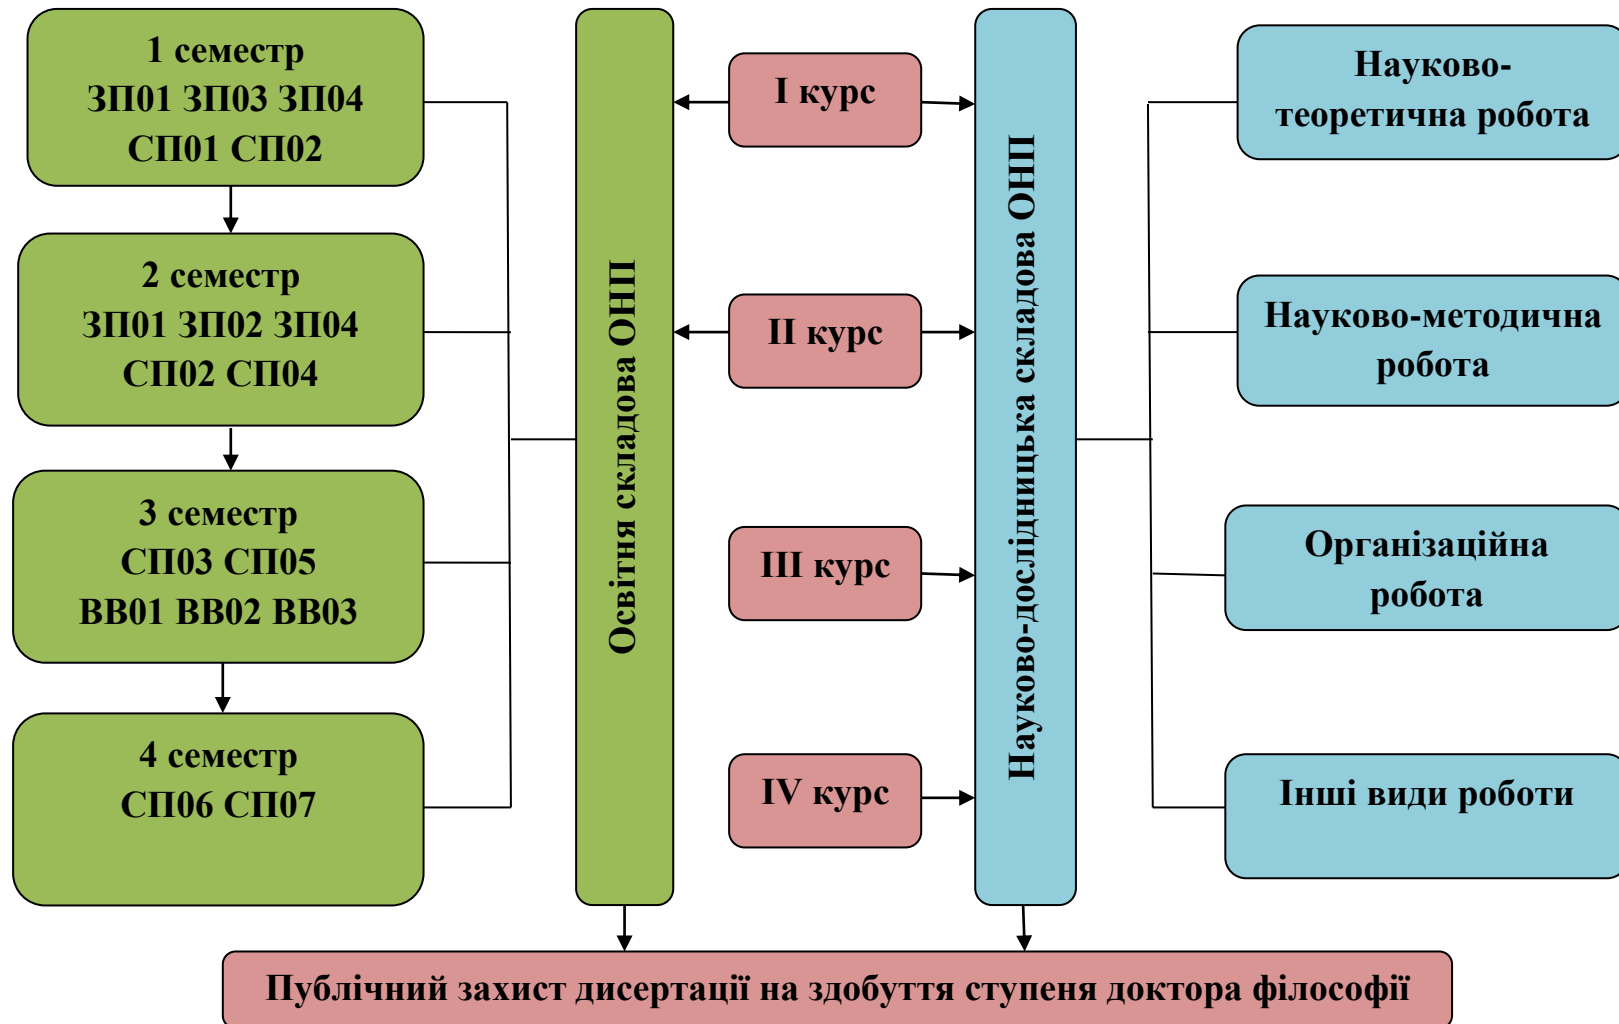 1 семестр
ЗП01 ЗП03 ЗП04
СП01 СП02
2 семестр
ЗП01 ЗП02 ЗП04
СП02 СП04
3 семестр
СП03 СП05
ВВ01 ВВ02 ВВ03
4 семестр
СП06 СП07
Освітня складова ОНП
І курс
ІІ курс
ІІІ курс
IV курс
Науково-дослідницька складова ОНП
Науково-
теоретична робота
Науково-методична
робота
Організаційна
робота
Інші види роботи
Публічний захист дисертації на здобуття ступеня доктора філософії